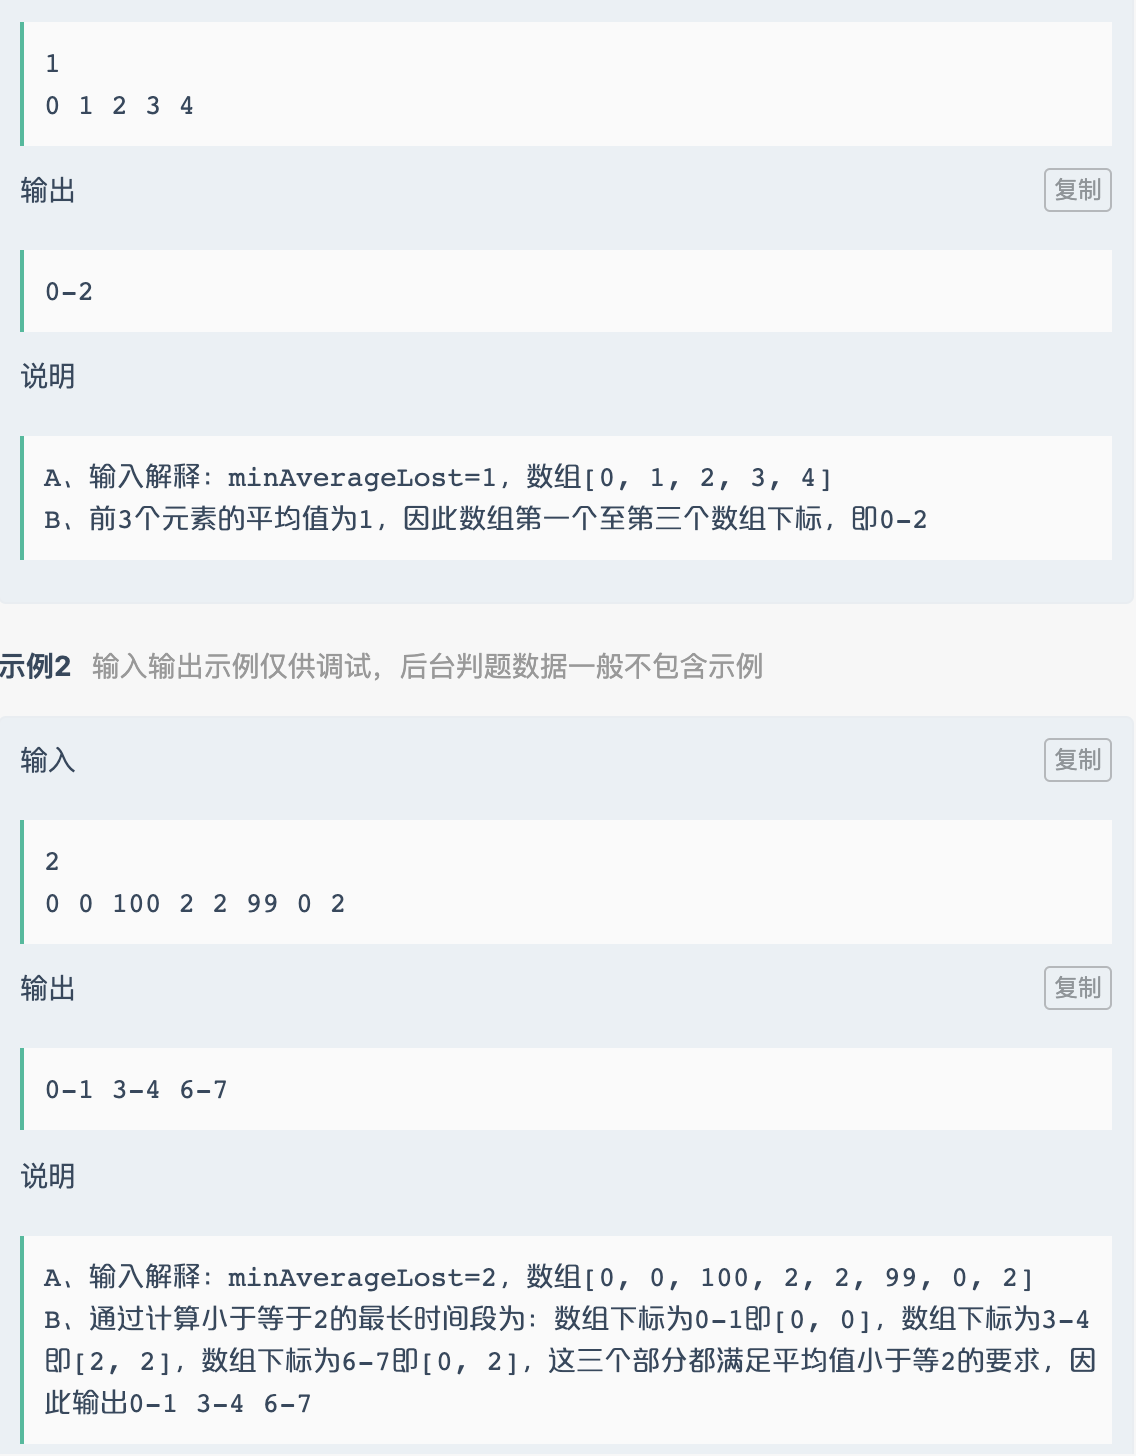 1
0 1 2 3 4
输出
复制
0-2
说明
A、输入解释：minAverageLost=1，数组[0, 1, 2, 3, 4]
B、前3个元素的平均值为1，因此数组第一个至第三个数组下标，即0-2
示例2 输入输出示例仅供调试，后台判题数据一般不包含示例
输入
复制
2
0 0 100 2 2 99 0 2
输出
复制
0-1 3-4 6-7
说明
A、输入解释：minAverageLost=2，数组[0, 0, 100, 2, 2, 99, 0, 2]
B、通过计算小于等于2的最长时间段为：数组下标为0-1即[0, 0]，数组下标为3-4
即[2, 2]，数组下标为6-7即[0, 2]，这三个部分都满足平均值小于等2的要求，因
此输出0-1 3-4 6-7